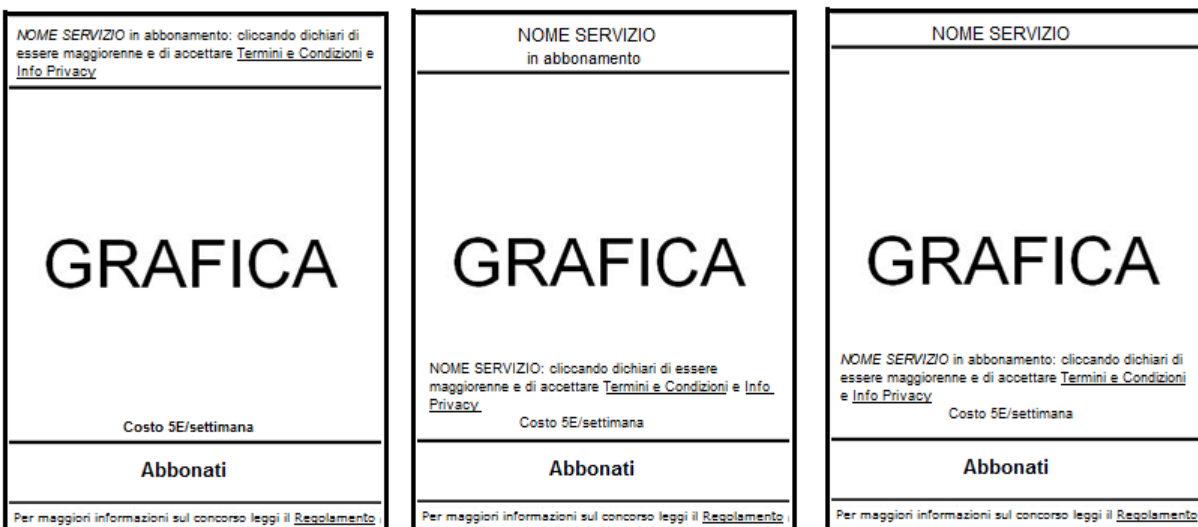 NOME SERVIZIO in abbonamento: cliccando dichiari di
essere maggiorenne e di accettare Termini e Condizioni e
Info Privacy
GRAFICA
Costo 5E/settimana
Abbonati
Per maggiori informazioni sul concorso leggi il Regolamento
NOME SERVIZIO
in abbonamento
GRAFICA
NOME SERVIZIO: cliccando dichiari di essere
maggiorenne e di accettare Termini e Condizioni e Info
Privacy
Costo 5E/settimana
Abbonati
Per maggiori informazioni sul concorso leggi il Regolamento
NOME SERVIZIO
GRAFICA
NOME SERVIZIO in abbonamento: cliccando dichiari di
essere maggiorenne e di accettare Termini e Condizioni
e Info Privacy
Costo 5E/settimana
Abbonati
Per maggiori informazioni sul concorso leggi il Regolamento